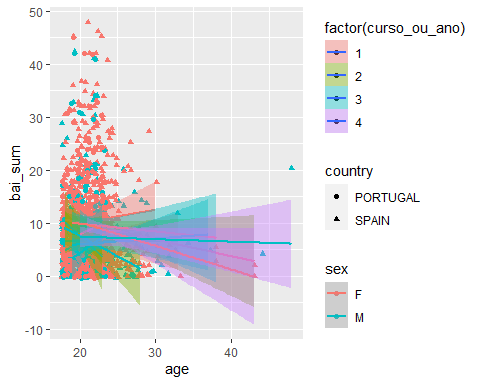 50
40
30
20
10
0
-10
bai_sum
20
30
40
age
factor(curso_ou_ano)
1
2
3
4
country
PORTUGAL
SPAIN
sex
F
M